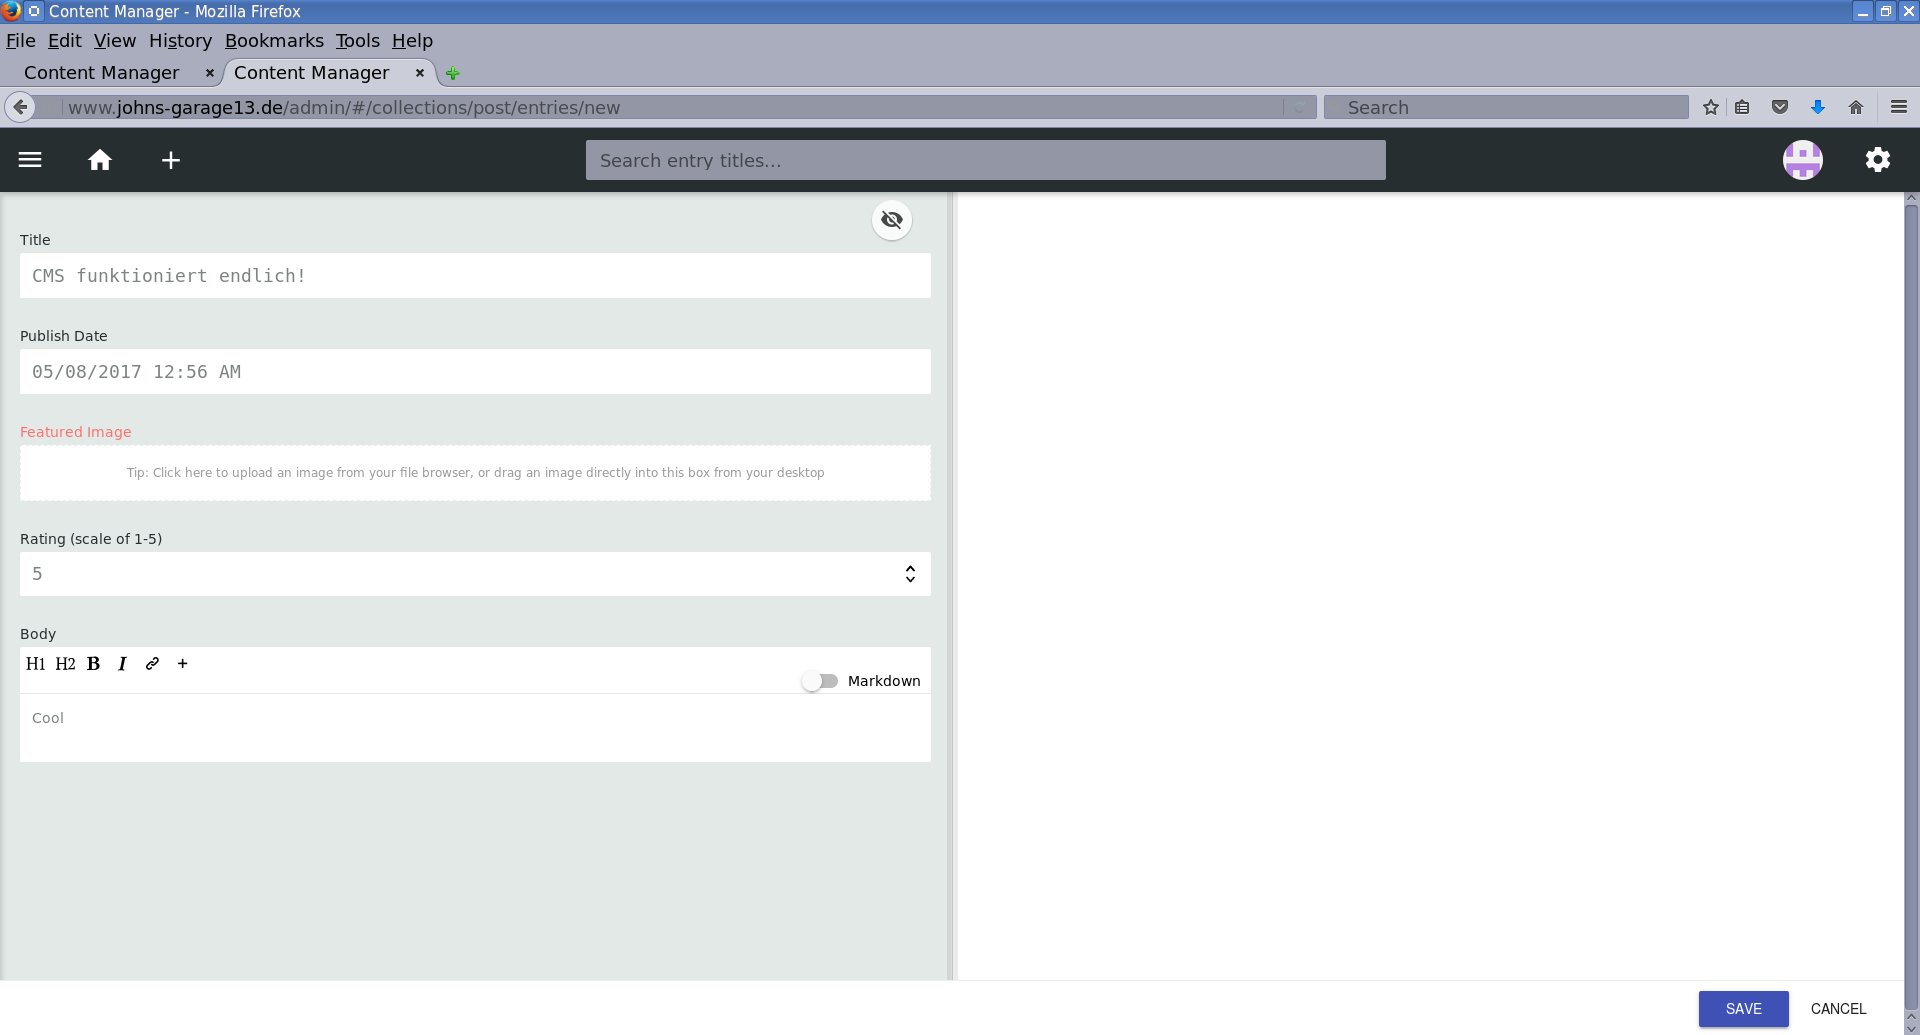 Content Manager - Mozilla Firefox
File Edit View History Bookmarks Tools Help
Content Manager Content Manager
www.johns-garage13.de/admin/#/collections/post/entries/new Search
Search entry titles...
Title
CMS funktioniert endlich!
Publish Date
05/08/2017 12:56 AM
Featured Image
Tip: Click here to upload an image from your file browser, or drag an image directly into this box from your desktop
Rating (scale of 1-5)
5
Body
H1 H2 B I +
Markdown
Cool
SAVE CANCEL